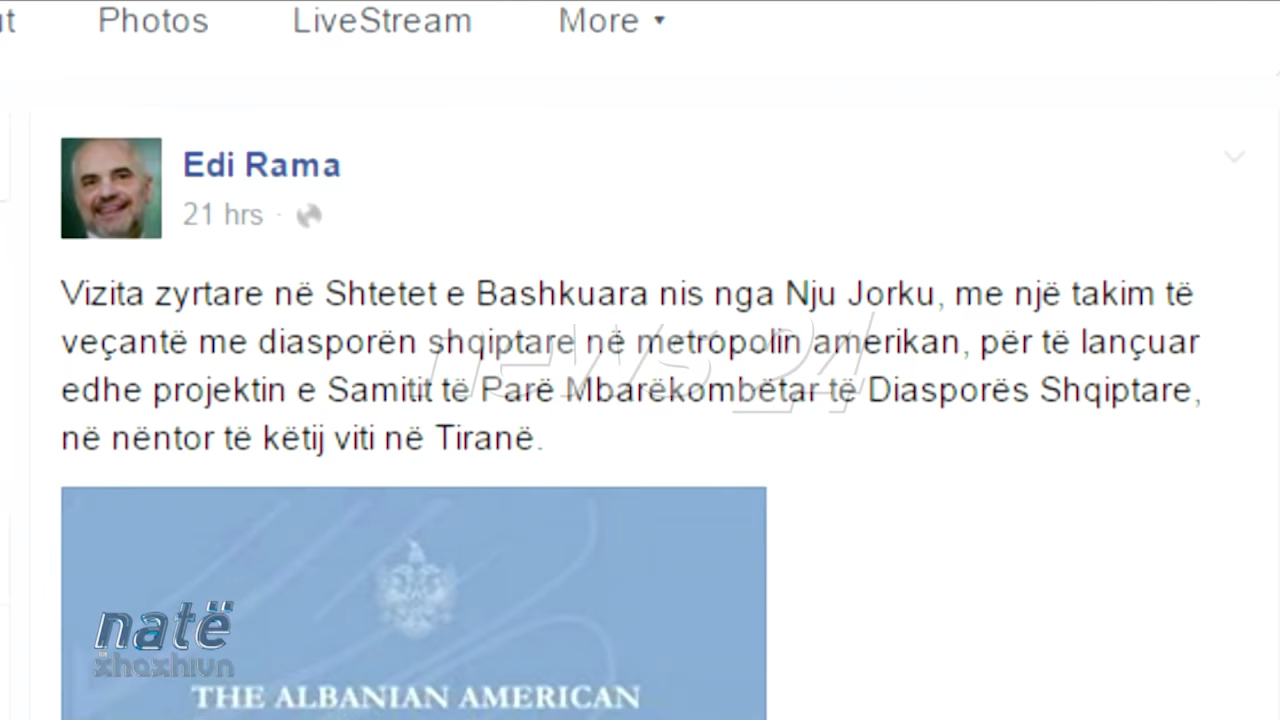 Photos LiveStream More
Edi Rama
21 hrs
Vizita zyrtare në Shtetet e Bashkuara nis nga Nju Jorku, me një takim të
veçantë me diasporën shqiptare në metropolin amerikan, për të lançuar
edhe projektin e Samitit të Parë Mbarëkombëtar të Diasporës Shqiptare,
në nëntor të këtij viti në Tiranë.
news 24
natë
THE ALBANIAN AMERICAN